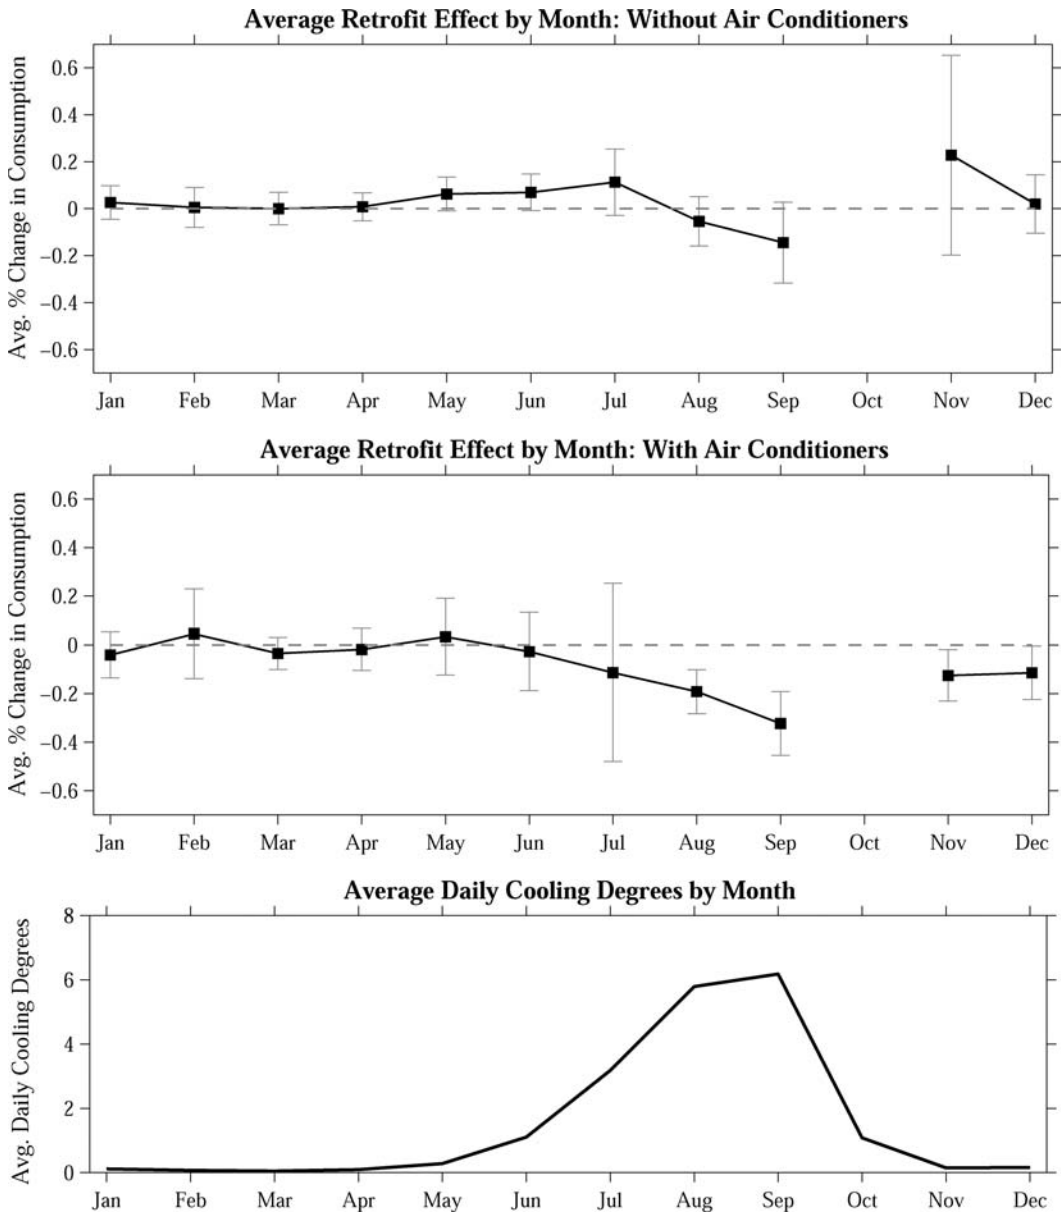 Average Retrofit Effect by Month: Without Air Conditioners
Avg. % Change in Consumption
0.6
0.4
0.2
0
−0.2
−0.4
−0.6
Jan Feb Mar Apr May Jun Jul Aug Sep Oct Nov Dec
Average Retrofit Effect by Month: With Air Conditioners
Avg. % Change in Consumption
0.6
0.4
0.2
0
−0.2
−0.4
−0.6
Jan Feb Mar Apr May Jun Jul Aug Sep Oct Nov Dec
Average Daily Cooling Degrees by Month
Avg. Daily Cooling Degrees
8
6
4
2
0
Jan Feb Mar Apr May Jun Jul Aug Sep Oct Nov Dec